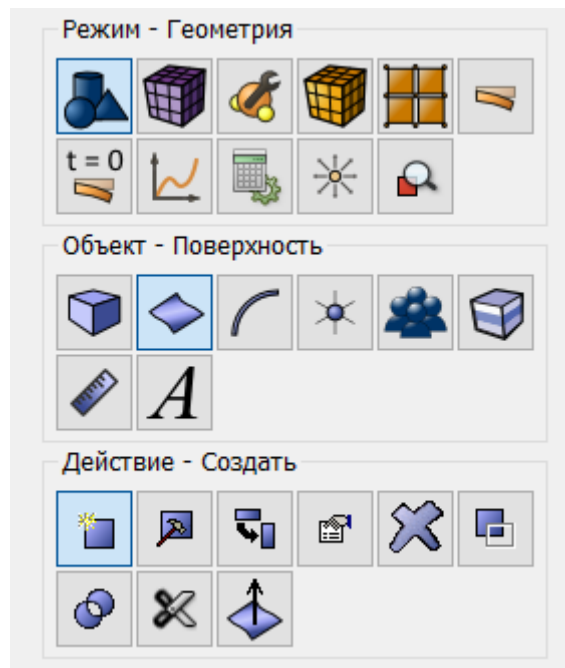 Режим - Геометрия
t = 0
Объект - Поверхность
A
Действие - Создать